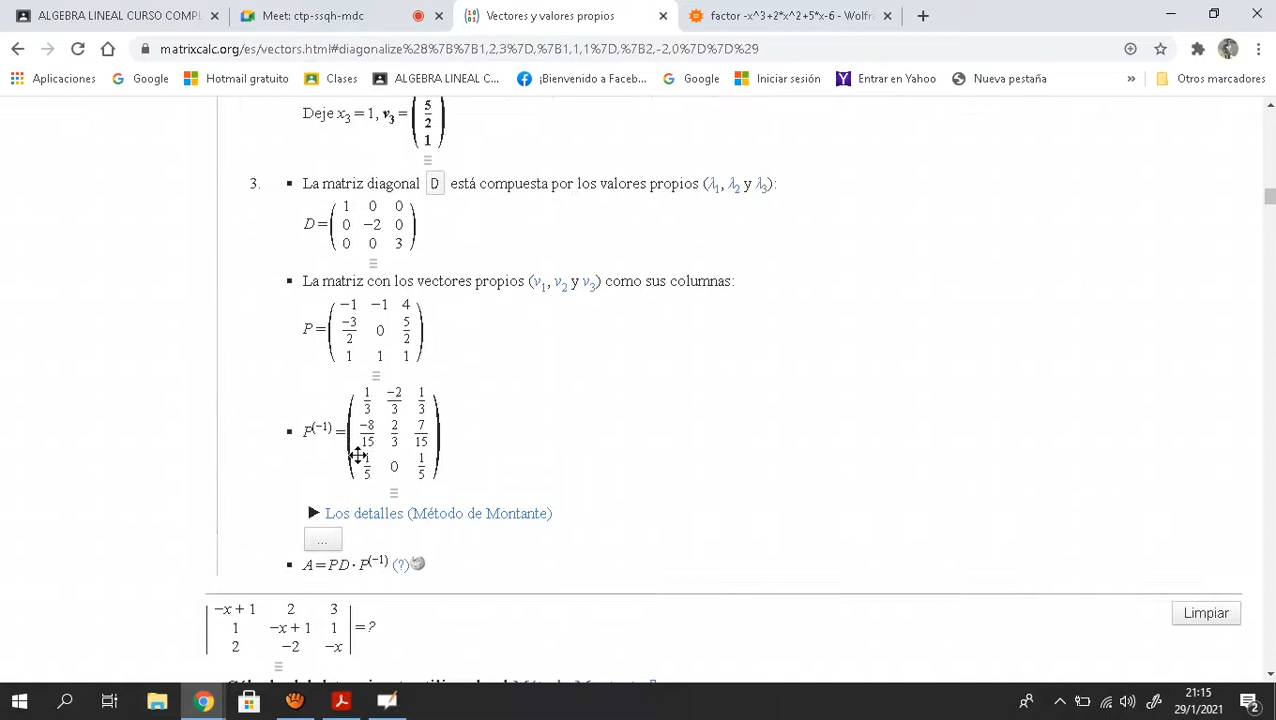 ALGEBRA LINEAL CURSO COMPL × Meet: ctp-ssqh-mdc × Vectores y valores propios × factor -x^3+2*x^2+5*x-6 - Wolfr ×
matrixcalc.org/es/vectors.html#diagonalize%28%7B%7B1,2,3%7D,%7B1,1,1%7D,%7B2,-2,0%7D%7D%29
Aplicaciones Google Hotmail gratuito Clases ALGEBRA LINEAL C... ¡Bienvenido a Faceb... Google Iniciar sesión Entrar en Yahoo Nueva pestaña » Otros marcadores
5
Deje x3 = 1, v3 =
2
1
3. ▪ La matriz diagonal D está compuesta por los valores propios (λ1, λ2 y λ3):
1 0 0
D = 0 −2 0
0 0 3
▪ La matriz con los vectores propios (v1, v2 y v3) como sus columnas:
−1 −1 4
−3 5
P = 0
2 2
1 1 1
1 −2 1
3 3 3
−8 2 7
▪ P(−1) =
15 3 15
1 0 1
5 5
▶ Los detalles (Método de Montante)
...
▪ A = PD · P(−1) (?)
−x + 1 2 3
1 −x + 1 1 = ?
2 −2 −x
Limpiar
21:15
29/1/2021
2